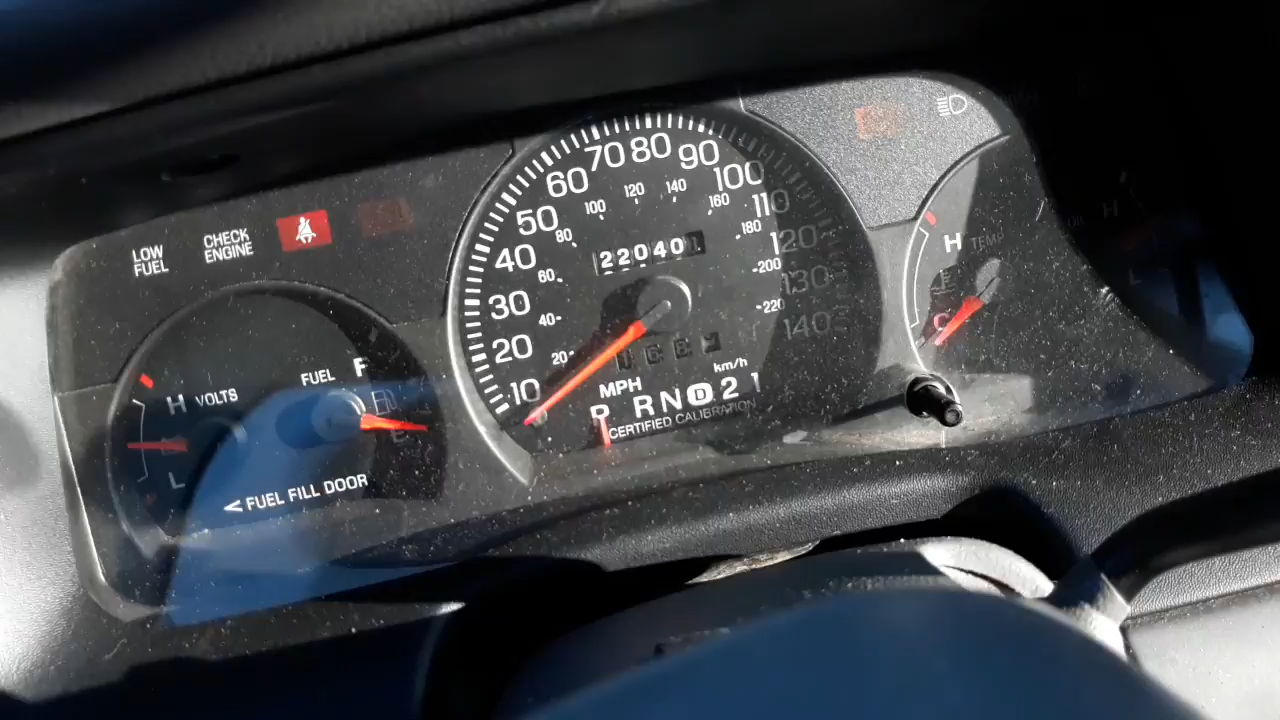 LOW
FUEL
CHECK
ENGINE
H VOLTS
L
FUEL F
E
< FUEL FILL DOOR
0 10 20 30 40 50 60 70 80 90 100 110 120 130 140
20 40 60 80 100 120 140 160 180 200 220
22040
MPH
km/h
P R N D 2 1
CERTIFIED CALIBRATION
H TEMP
C